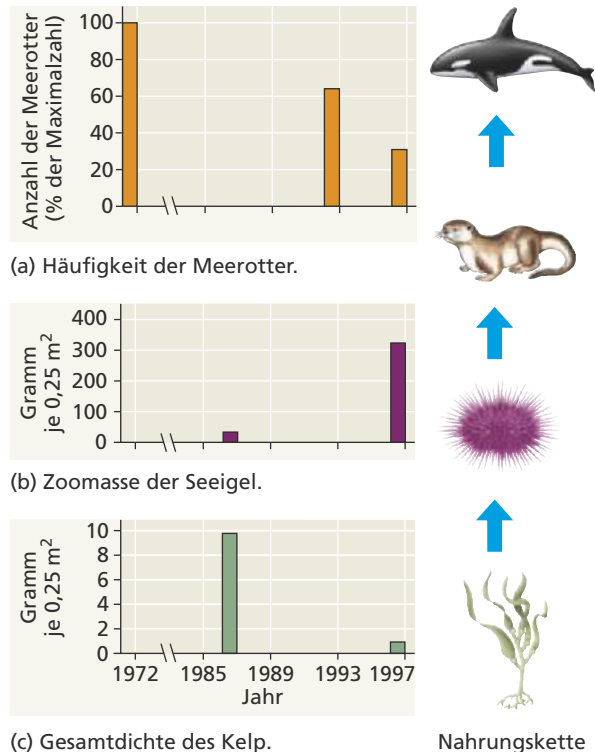 Anzahl der Meerotter
(% der Maximalzahl)
100
80
60
40
20
0
(a) Häufigkeit der Meerotter.
Gramm
je 0,25 m²
400
300
200
100
0
(b) Zoomasse der Seeigel.
Gramm
je 0,25 m²
10
8
6
4
2
0
1972 1985 1989 1993 1997
Jahr
(c) Gesamtdichte des Kelp.
Nahrungskette